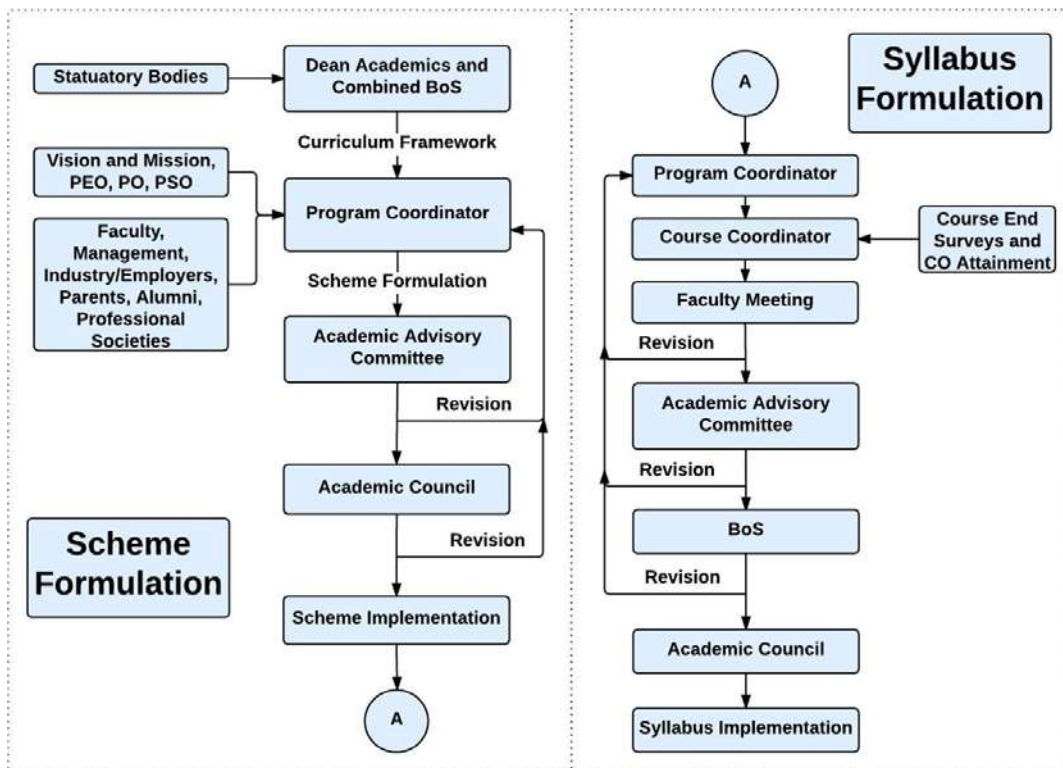 Statuatory Bodies
Dean Academics and
Combined BoS
Curriculum Framework
Vision and Mission,
PEO, PO, PSO
Program Coordinator
Faculty,
Management,
Industry/Employers,
Parents, Alumni,
Professional
Societies
Scheme Formulation
Academic Advisory
Committee
Revision
Academic Council
Revision
Scheme
Formulation
Scheme Implementation
A
Syllabus
Formulation
A
Program Coordinator
Course Coordinator
Course End
Surveys and
CO Attainment
Faculty Meeting
Revision
Academic Advisory
Committee
Revision
BoS
Revision
Academic Council
Syllabus Implementation